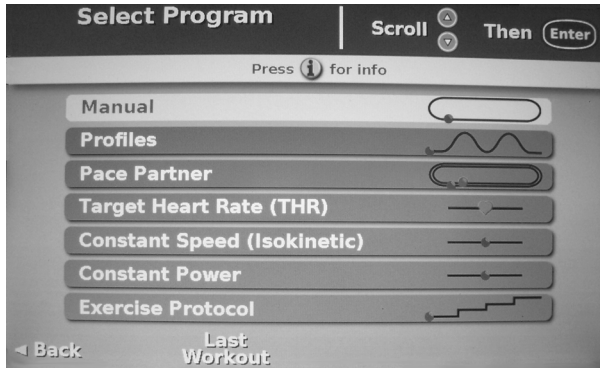 Select Program
Scroll Then Enter
Press i for info
Manual
Profiles
Pace Partner
Target Heart Rate (THR)
Constant Speed (Isokinetic)
Constant Power
Exercise Protocol
Back
Last
Workout